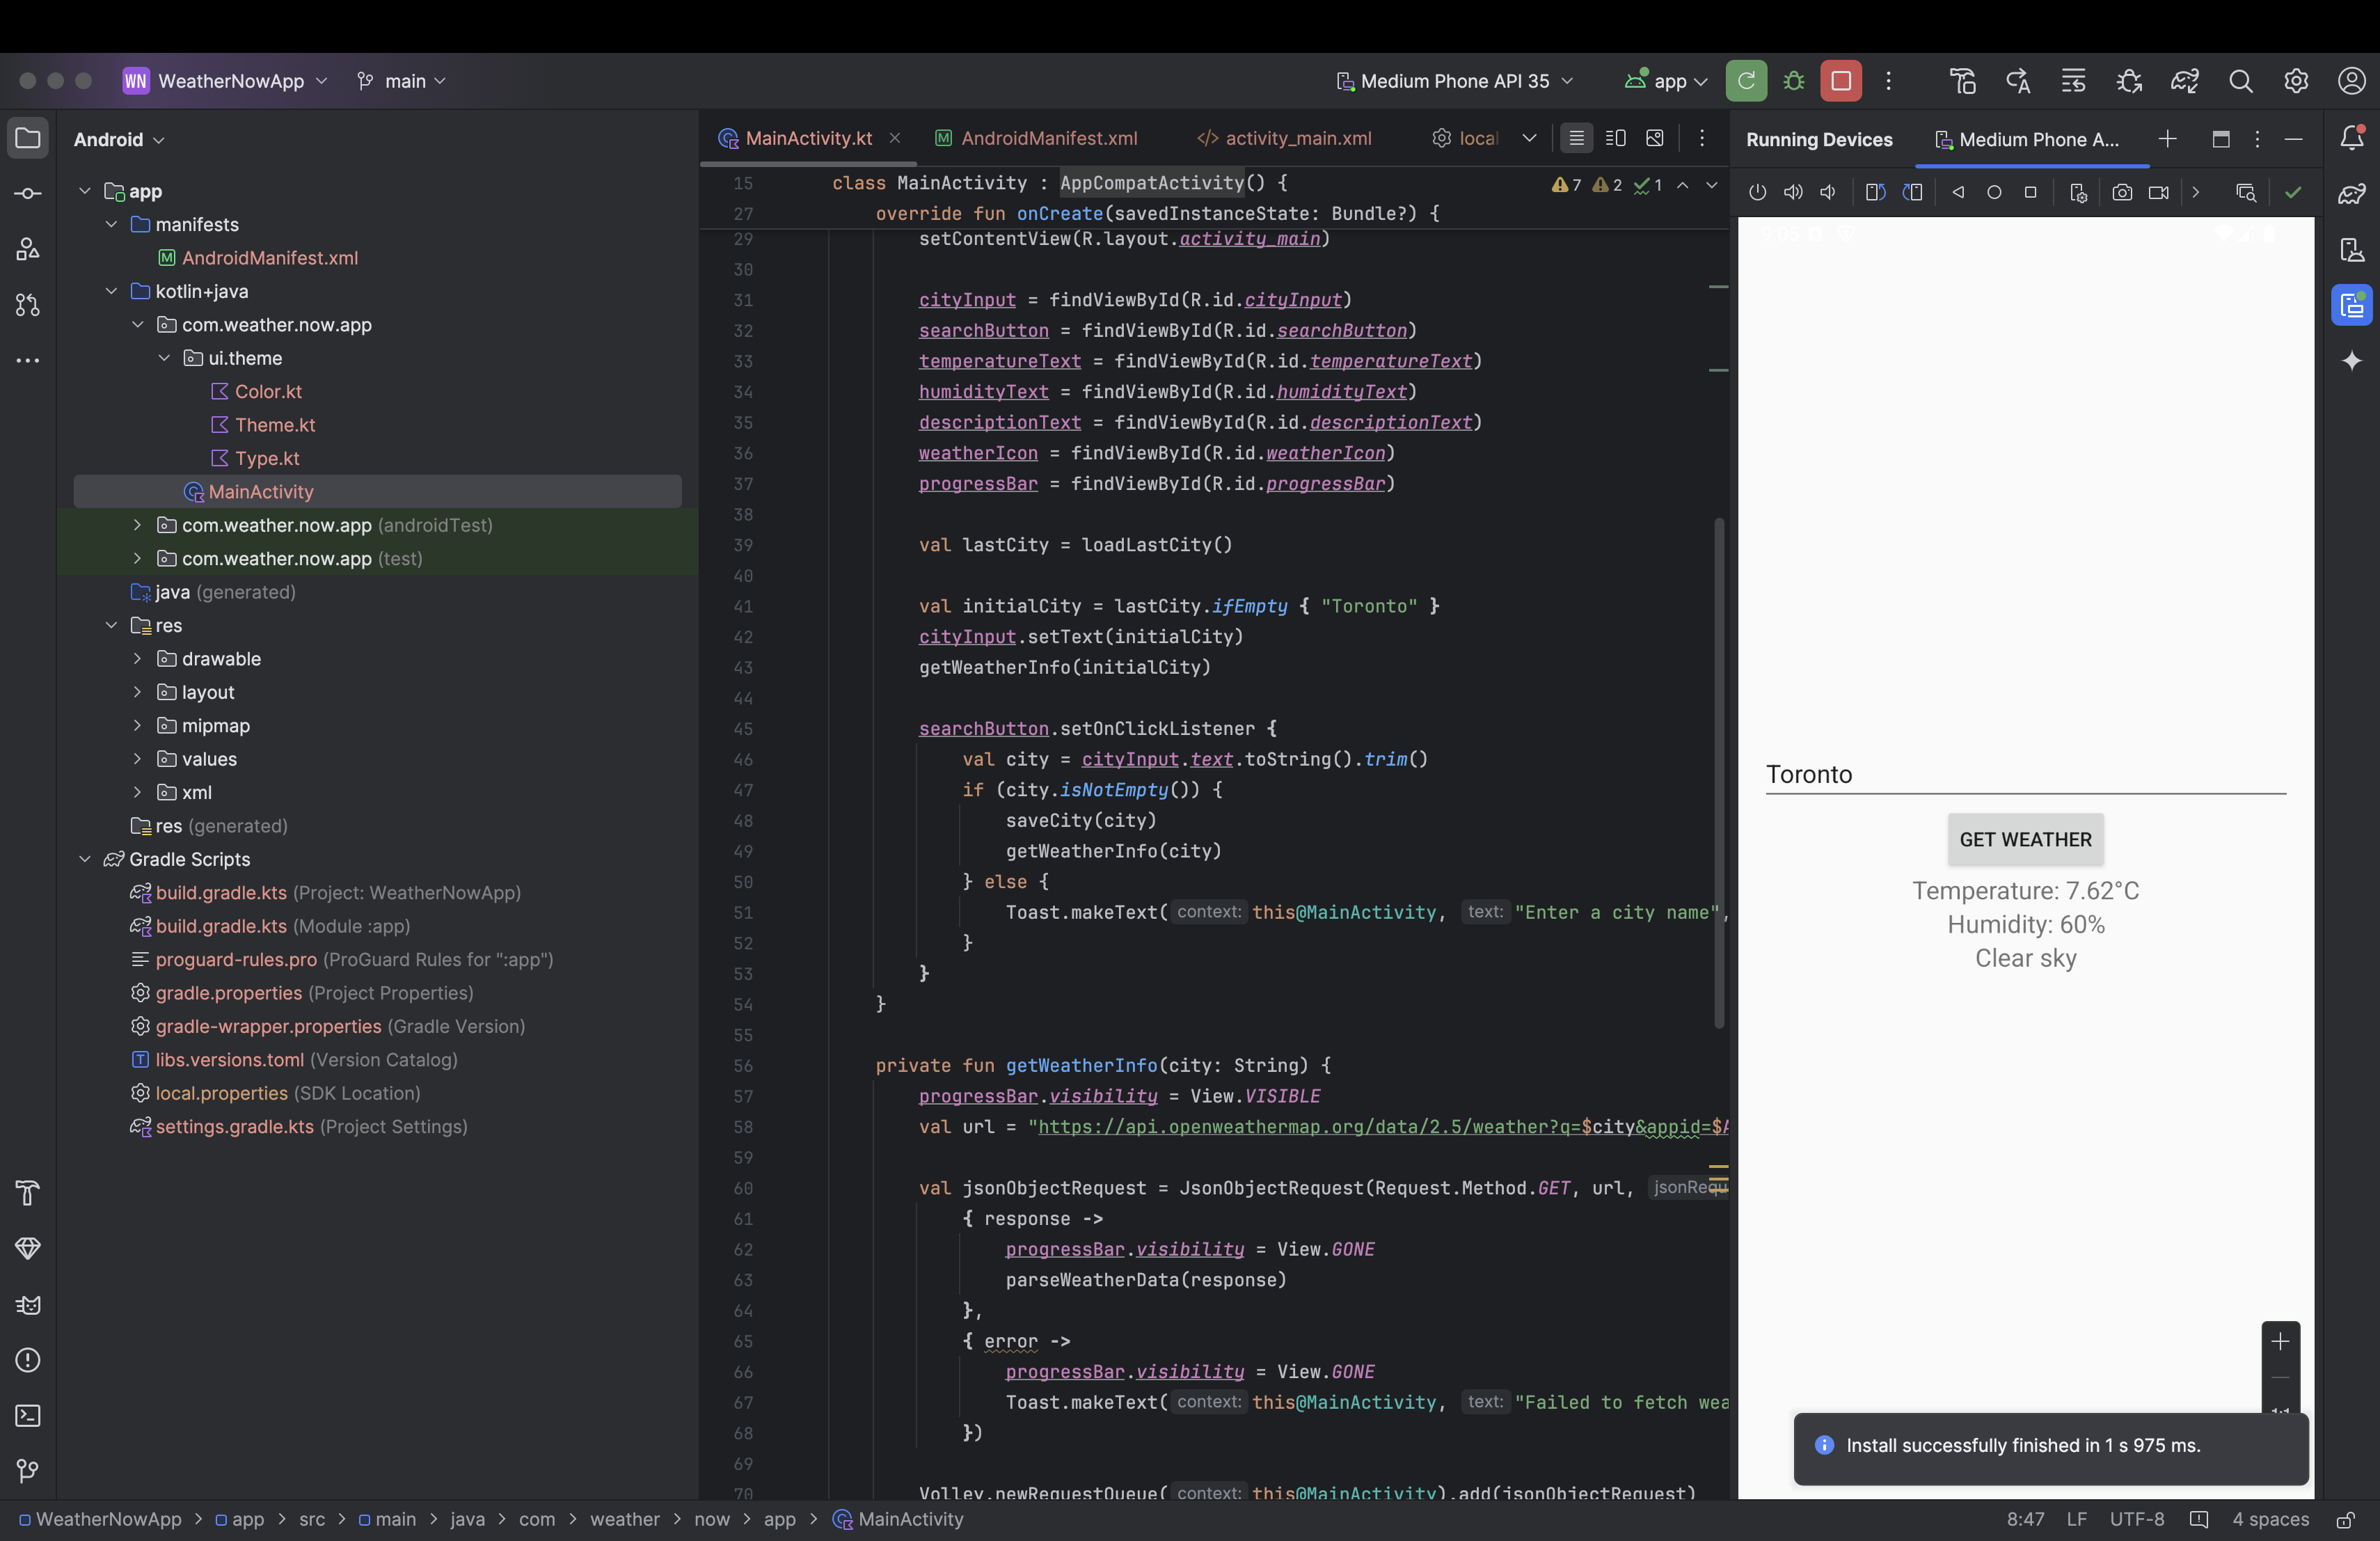 WN WeatherNowApp main Medium Phone API 35 app
Android
app
manifests
AndroidManifest.xml
kotlin+java
com.weather.now.app
ui.theme
Color.kt
Theme.kt
Type.kt
MainActivity
com.weather.now.app (androidTest)
com.weather.now.app (test)
java (generated)
res
drawable
layout
mipmap
values
xml
res (generated)
Gradle Scripts
build.gradle.kts (Project: WeatherNowApp)
build.gradle.kts (Module :app)
proguard-rules.pro (ProGuard Rules for ":app")
gradle.properties (Project Properties)
gradle-wrapper.properties (Gradle Version)
libs.versions.toml (Version Catalog)
local.properties (SDK Location)
settings.gradle.kts (Project Settings)
MainActivity.kt AndroidManifest.xml activity_main.xml local
15 class MainActivity : AppCompatActivity() { 7 2 1
27 override fun onCreate(savedInstanceState: Bundle?) {
29 setContentView(R.layout.activity_main)
30
31 cityInput = findViewById(R.id.cityInput)
32 searchButton = findViewById(R.id.searchButton)
33 temperatureText = findViewById(R.id.temperatureText)
34 humidityText = findViewById(R.id.humidityText)
35 descriptionText = findViewById(R.id.descriptionText)
36 weatherIcon = findViewById(R.id.weatherIcon)
37 progressBar = findViewById(R.id.progressBar)
38
39 val lastCity = loadLastCity()
40
41 val initialCity = lastCity.ifEmpty { "Toronto" }
42 cityInput.setText(initialCity)
43 getWeatherInfo(initialCity)
44
45 searchButton.setOnClickListener {
46 val city = cityInput.text.toString().trim()
47 if (city.isNotEmpty()) {
48 saveCity(city)
49 getWeatherInfo(city)
50 } else {
51 Toast.makeText( context: this@MainActivity, text: "Enter a city name",
52 }
53 }
54 }
55
56 private fun getWeatherInfo(city: String) {
57 progressBar.visibility = View.VISIBLE
58 val url = "https://api.openweathermap.org/data/2.5/weather?q=$city&appid=$A
59
60 val jsonObjectRequest = JsonObjectRequest(Request.Method.GET, url, jsonRequ
61 { response ->
62 progressBar.visibility = View.GONE
63 parseWeatherData(response)
64 },
65 { error ->
66 progressBar.visibility = View.GONE
67 Toast.makeText( context: this@MainActivity, text: "Failed to fetch wea
68 })
69
70 Volley.newRequestQueue( context: this@MainActivity).add(jsonObjectRequest)
Running Devices Medium Phone A...
9:05
Toronto
GET WEATHER
Temperature: 7.62°C
Humidity: 60%
Clear sky
Install successfully finished in 1 s 975 ms.
WeatherNowApp > app > src > main > java > com > weather > now > app > MainActivity 8:47 LF UTF-8 4 spaces